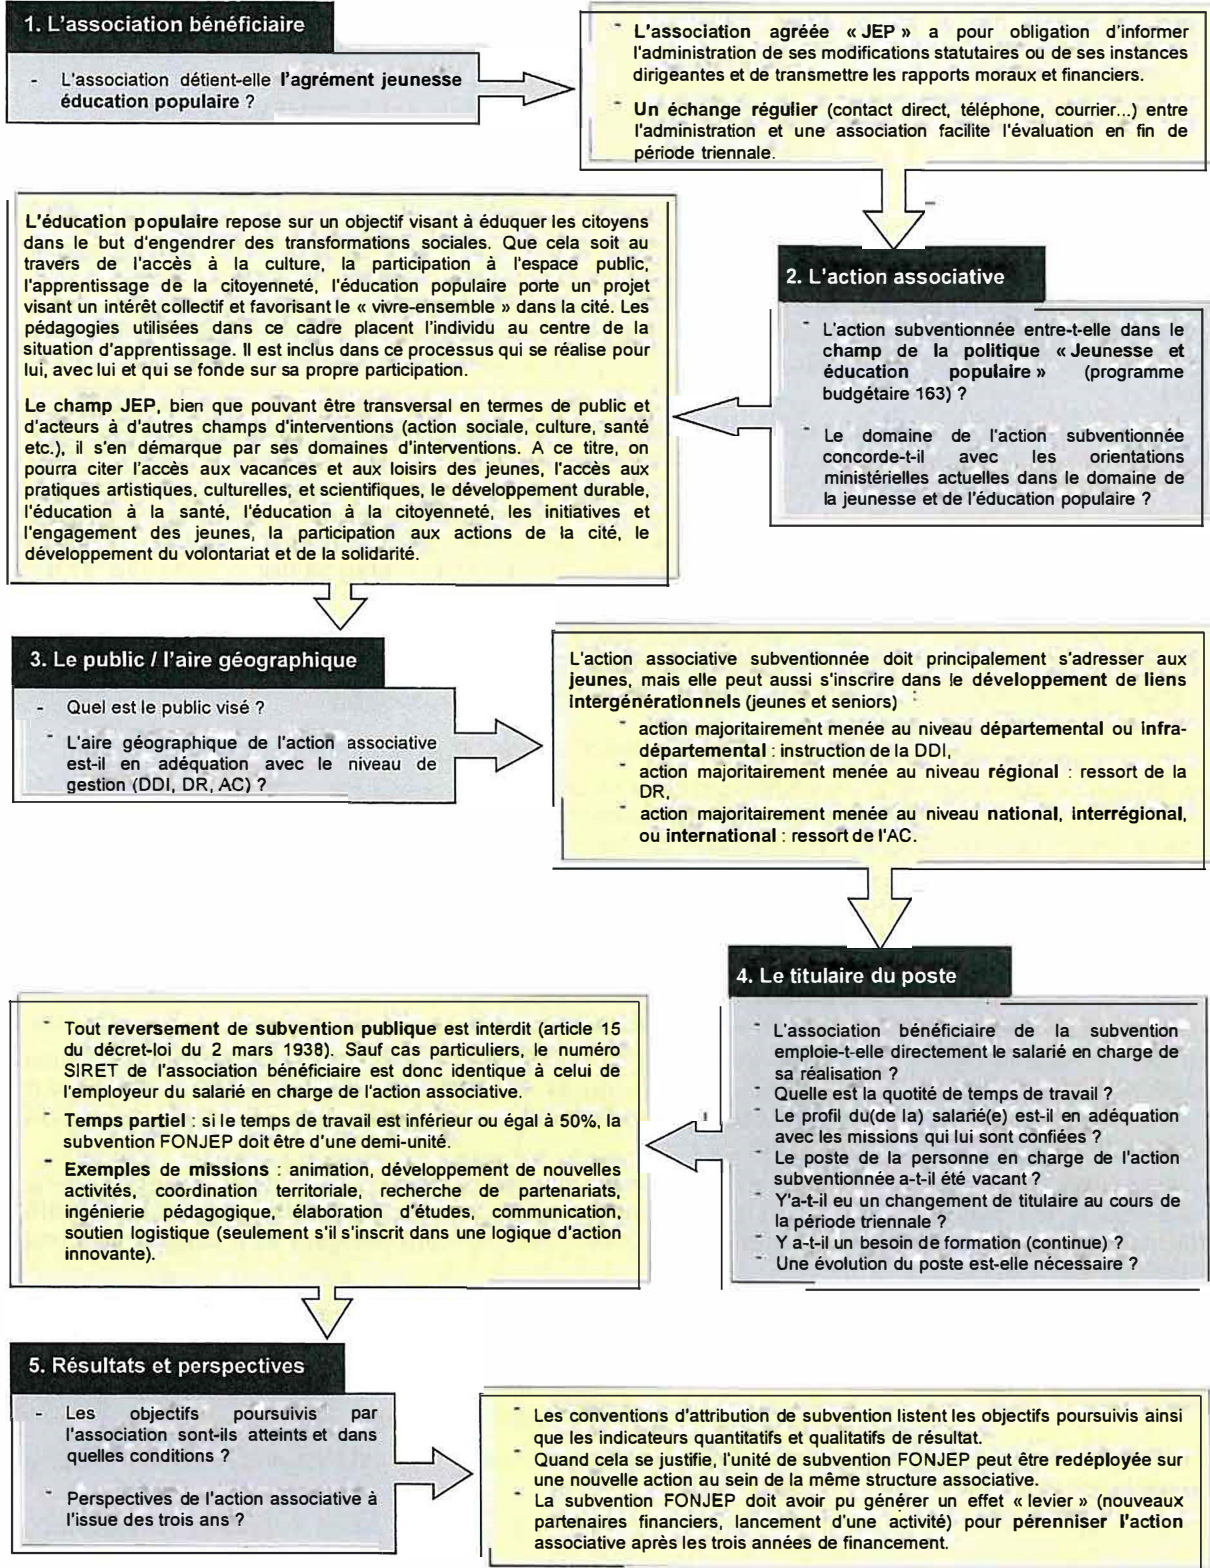 1. L'association bénéficiaire
- L'association détient-elle l'agrément jeunesse
éducation populaire ?
- L'association agréée « JEP » a pour obligation d'informer
l'administration de ses modifications statutaires ou de ses instances
dirigeantes et de transmettre les rapports moraux et financiers.
- Un échange régulier (contact direct, téléphone, courrier...) entre
l'administration et une association facilite l'évaluation en fin de
période triennale.
2. L'action associative
- L'action subventionnée entre-t-elle dans le
champ de la politique « Jeunesse et
éducation populaire » (programme
budgétaire 163) ?
- Le domaine de l'action subventionnée
concorde-t-il avec les orientations
ministérielles actuelles dans le domaine de
la jeunesse et de l'éducation populaire ?
L'éducation populaire repose sur un objectif visant à éduquer les citoyens
dans le but d'engendrer des transformations sociales. Que cela soit au
travers de l'accès à la culture, la participation à l'espace public,
l'apprentissage de la citoyenneté, l'éducation populaire porte un projet
visant un intérêt collectif et favorisant le « vivre-ensemble » dans la cité. Les
pédagogies utilisées dans ce cadre placent l'individu au centre de la
situation d'apprentissage. Il est inclus dans ce processus qui se réalise pour
lui, avec lui et qui se fonde sur sa propre participation.
Le champ JEP, bien que pouvant être transversal en termes de public et
d'acteurs à d'autres champs d'interventions (action sociale, culture, santé
etc.), il s'en démarque par ses domaines d'interventions. A ce titre, on
pourra citer l'accès aux vacances et aux loisirs des jeunes, l'accès aux
pratiques artistiques, culturelles, et scientifiques, le développement durable,
l'éducation à la santé, l'éducation à la citoyenneté, les initiatives et
l'engagement des jeunes, la participation aux actions de la cité, le
développement du volontariat et de la solidarité.
3. Le public / l'aire géographique
- Quel est le public visé ?
- L'aire géographique de l'action associative
est-il en adéquation avec le niveau de
gestion (DDI, DR, AC) ?
L'action associative subventionnée doit principalement s'adresser aux
jeunes, mais elle peut aussi s'inscrire dans le développement de liens
intergénérationnels (jeunes et seniors) :
- action majoritairement menée au niveau départemental ou infra-
départemental : instruction de la DDI,
- action majoritairement menée au niveau régional : ressort de la
DR,
- action majoritairement menée au niveau national, interrégional,
ou international : ressort de l'AC.
4. Le titulaire du poste
- L'association bénéficiaire de la subvention
emploie-t-elle directement le salarié en charge de
sa réalisation ?
- Quelle est la quotité de temps de travail ?
- Le profil du(de la) salarié(e) est-il en adéquation
avec les missions qui lui sont confiées ?
- Le poste de la personne en charge de l'action
subventionnée a-t-il été vacant ?
- Y'a-t-il eu un changement de titulaire au cours de
la période triennale ?
- Y a-t-il un besoin de formation (continue) ?
- Une évolution du poste est-elle nécessaire ?
- Tout reversement de subvention publique est interdit (article 15
du décret-loi du 2 mars 1938). Sauf cas particuliers, le numéro
SIRET de l'association bénéficiaire est donc identique à celui de
l'employeur du salarié en charge de l'action associative.
- Temps partiel : si le temps de travail est inférieur ou égal à 50%, la
subvention FONJEP doit être d'une demi-unité.
- Exemples de missions : animation, développement de nouvelles
activités, coordination territoriale, recherche de partenariats,
ingénierie pédagogique, élaboration d'études, communication,
soutien logistique (seulement s'il s'inscrit dans une logique d'action
innovante).
5. Résultats et perspectives
- Les objectifs poursuivis par
l'association sont-ils atteints et dans
quelles conditions ?
- Perspectives de l'action associative à
l'issue des trois ans ?
- Les conventions d'attribution de subvention listent les objectifs poursuivis ainsi
que les indicateurs quantitatifs et qualitatifs de résultat.
- Quand cela se justifie, l'unité de subvention FONJEP peut être redéployée sur
une nouvelle action au sein de la même structure associative.
- La subvention FONJEP doit avoir pu générer un effet « levier » (nouveaux
partenaires financiers, lancement d'une activité) pour pérenniser l'action
associative après les trois années de financement.